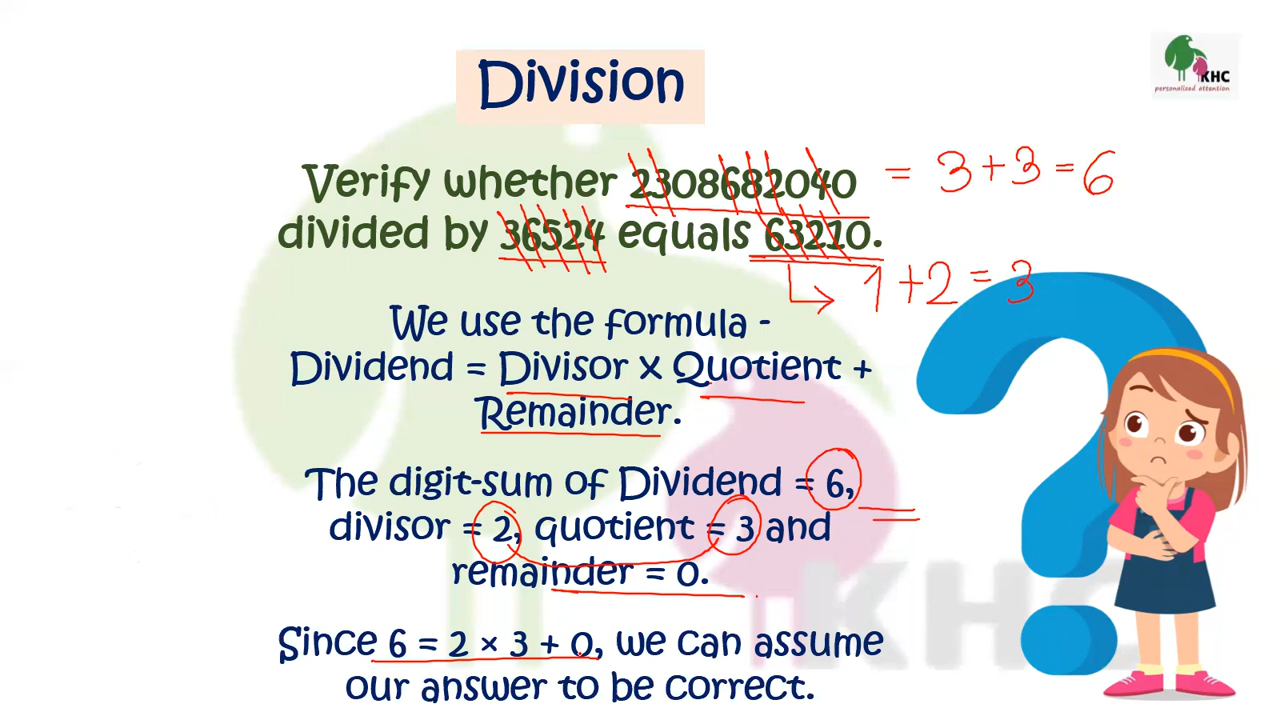 Division
KHC
personalized attention
Verify whether 2308682040 = 3+3=6
divided by 36524 equals 63210.
1+2=3
We use the formula -
Dividend = Divisor x Quotient +
Remainder.
The digit-sum of Dividend = 6,
divisor = 2, quotient = 3 and
remainder = 0.
Since 6 = 2 × 3 + 0, we can assume
our answer to be correct.
KHC